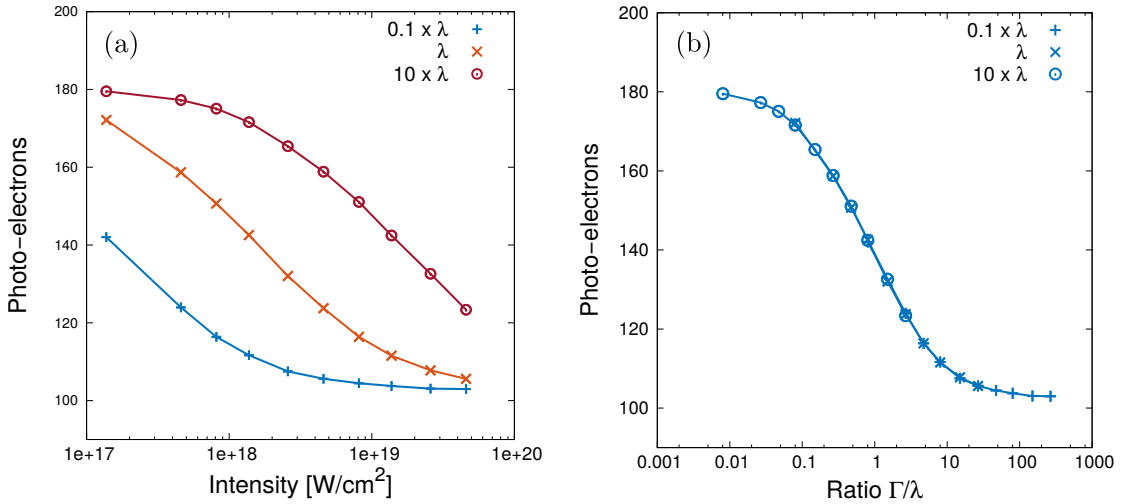 (a)
0.1 x λ
λ
10 x λ
200
180
160
140
120
100
Photo−electrons
1e+17
1e+18
1e+19
1e+20
Intensity [W/cm²]
(b)
0.1 x λ
λ
10 x λ
200
180
160
140
120
100
Photo−electrons
0.001
0.01
0.1
1
10
100
1000
Ratio Γ/λ